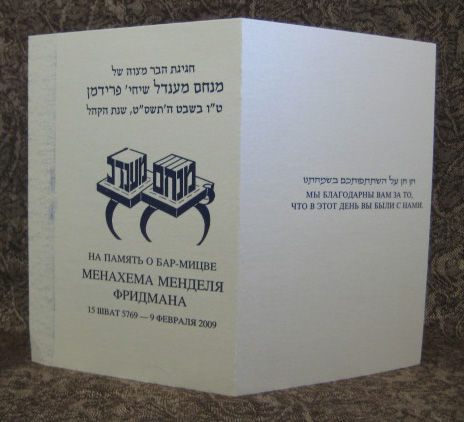 חגיגת הבר מצוה של
מנחם מענדל שיחי׳ פרידמן
ט"ו בשבט ה'תשס"ט, שנת הקהל
מנחם מענדל
НА ПАМЯТЬ О БАР-МИЦВЕ
МЕНАХЕМА МЕНДЕЛЯ
ФРИДМАНА
15 ШВАТ 5769 — 9 ФЕВРАЛЯ 2009
חן חן על השתתפותכם בשמחתנו
МЫ БЛАГОДАРНЫ ВАМ ЗА ТО,
ЧТО В ЭТОТ ДЕНЬ ВЫ БЫЛИ С НАМИ.